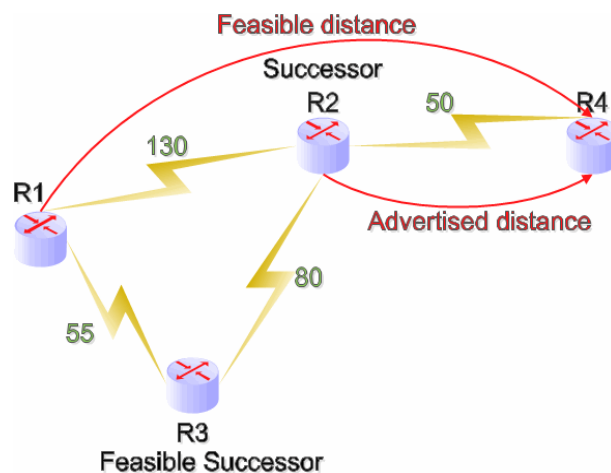 Feasible distance
Successor
R2
50
R4
130
R1
Advertised distance
80
55
R3
Feasible Successor